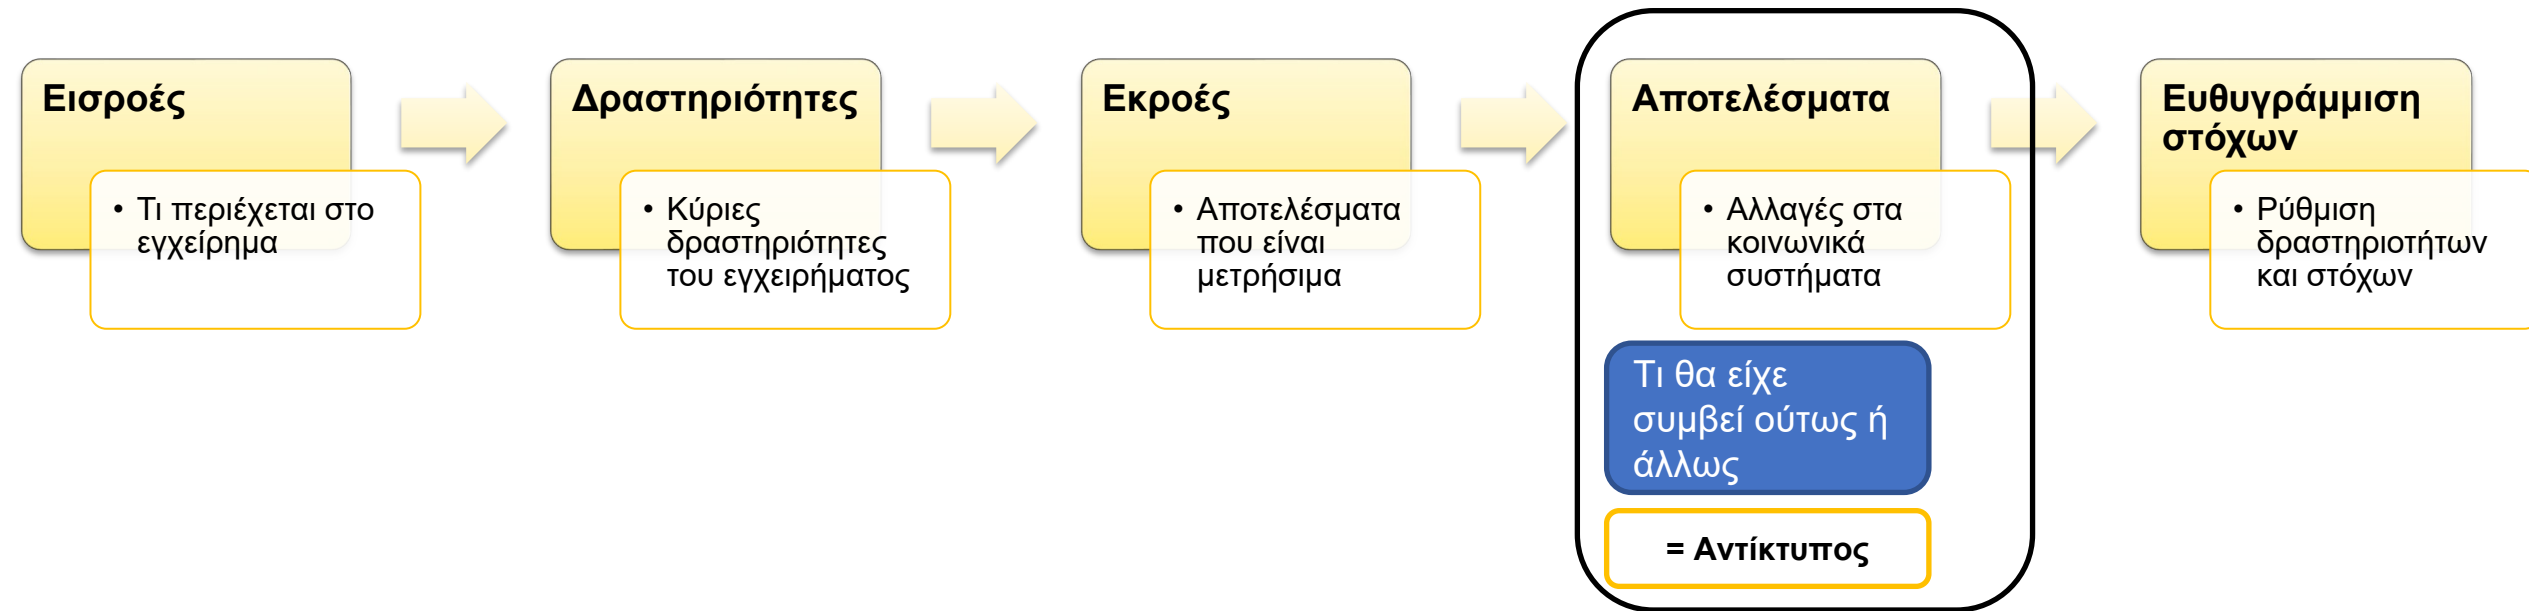 Εισροές
• Τι περιέχεται στο
εγχείρημα
Δραστηριότητες
• Κύριες
δραστηριότητες
του εγχειρήματος
Εκροές
• Αποτελέσματα
που είναι
μετρήσιμα
Αποτελέσματα
• Αλλαγές στα
κοινωνικά
συστήματα
Τι θα είχε
συμβεί ούτως ή
άλλως
= Αντίκτυπος
Ευθυγράμμιση
στόχων
• Ρύθμιση
δραστηριοτήτων
και στόχων